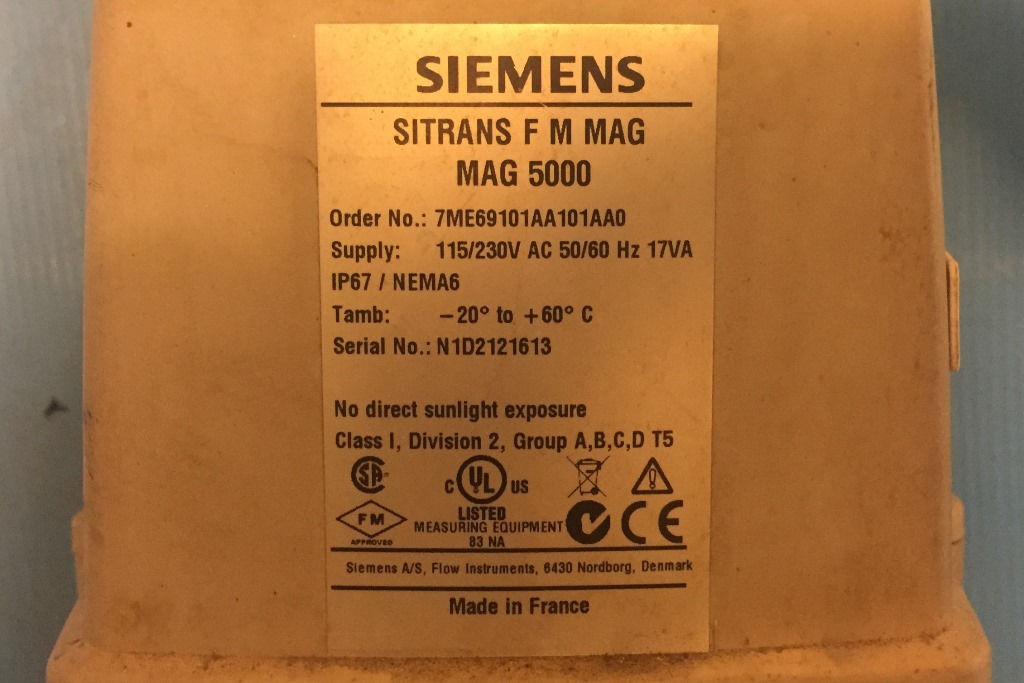 SIEMENS
SITRANS F M MAG
MAG 5000
Order No.: 7ME69101AA101AA0
Supply: 115/230V AC 50/60 Hz 17VA
IP67 / NEMA6
Tamb: −20° to +60° C
Serial No.: N1D2121613
No direct sunlight exposure
Class I, Division 2, Group A,B,C,D T5
SA
C UL US
LISTED
MEASURING EQUIPMENT
83 NA
FM
APPROVED
CE
Siemens A/S, Flow Instruments, 6430 Nordborg, Denmark
Made in France